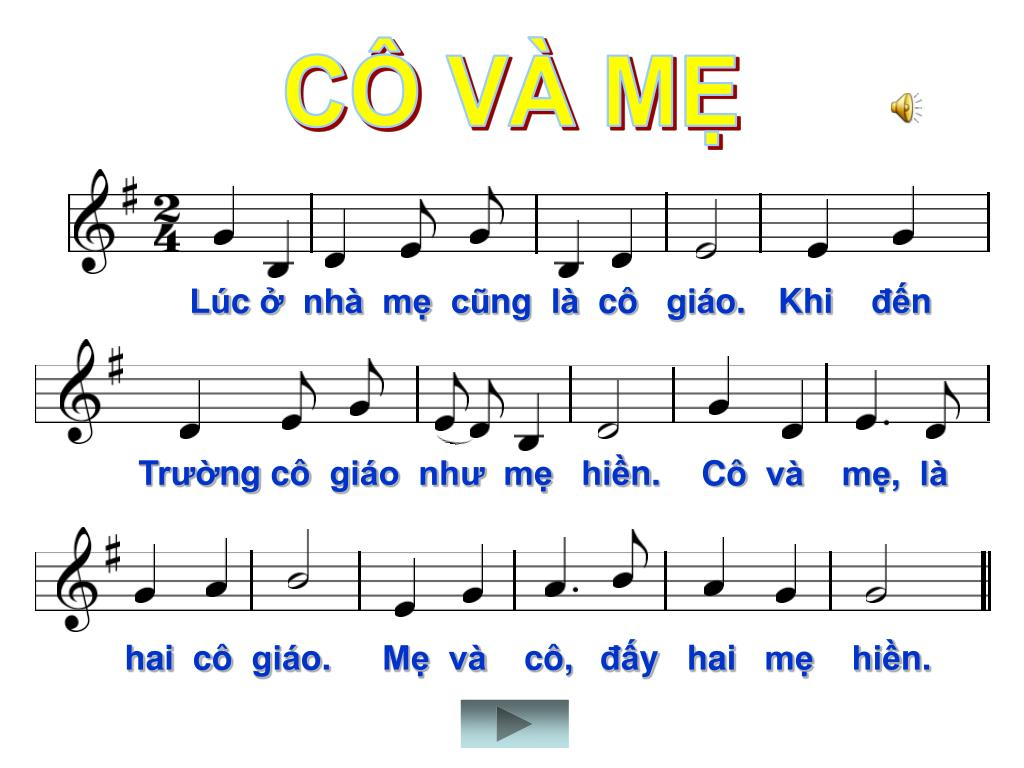 CÔ VÀ MẸ
2
4
Lúc ở nhà mẹ cũng là cô giáo. Khi đến
Trường cô giáo như mẹ hiền. Cô và mẹ, là
hai cô giáo. Mẹ và cô, đấy hai mẹ hiền.